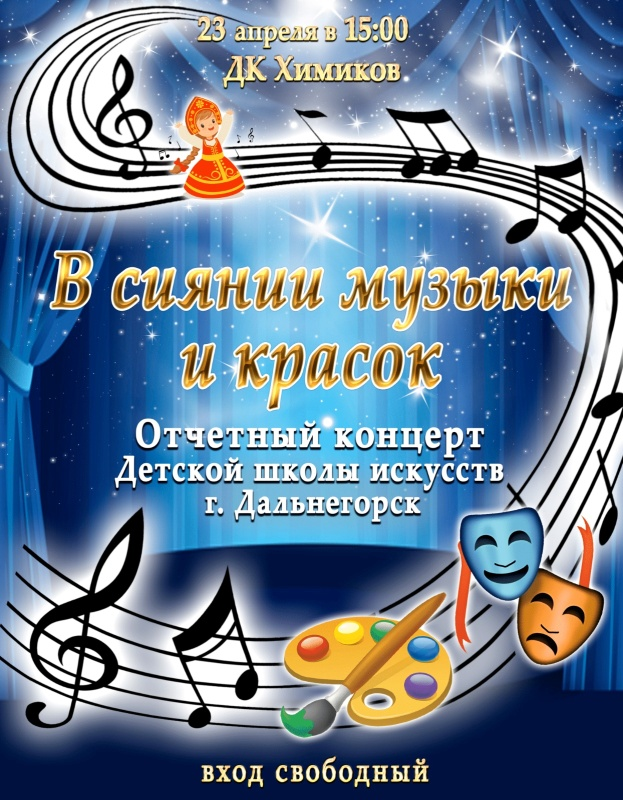 23 апреля в 15:00
ДК Химиков
В сиянии музыки
и красок
Отчетный концерт
Детской школы искусств
г. Дальнегорск
вход свободный